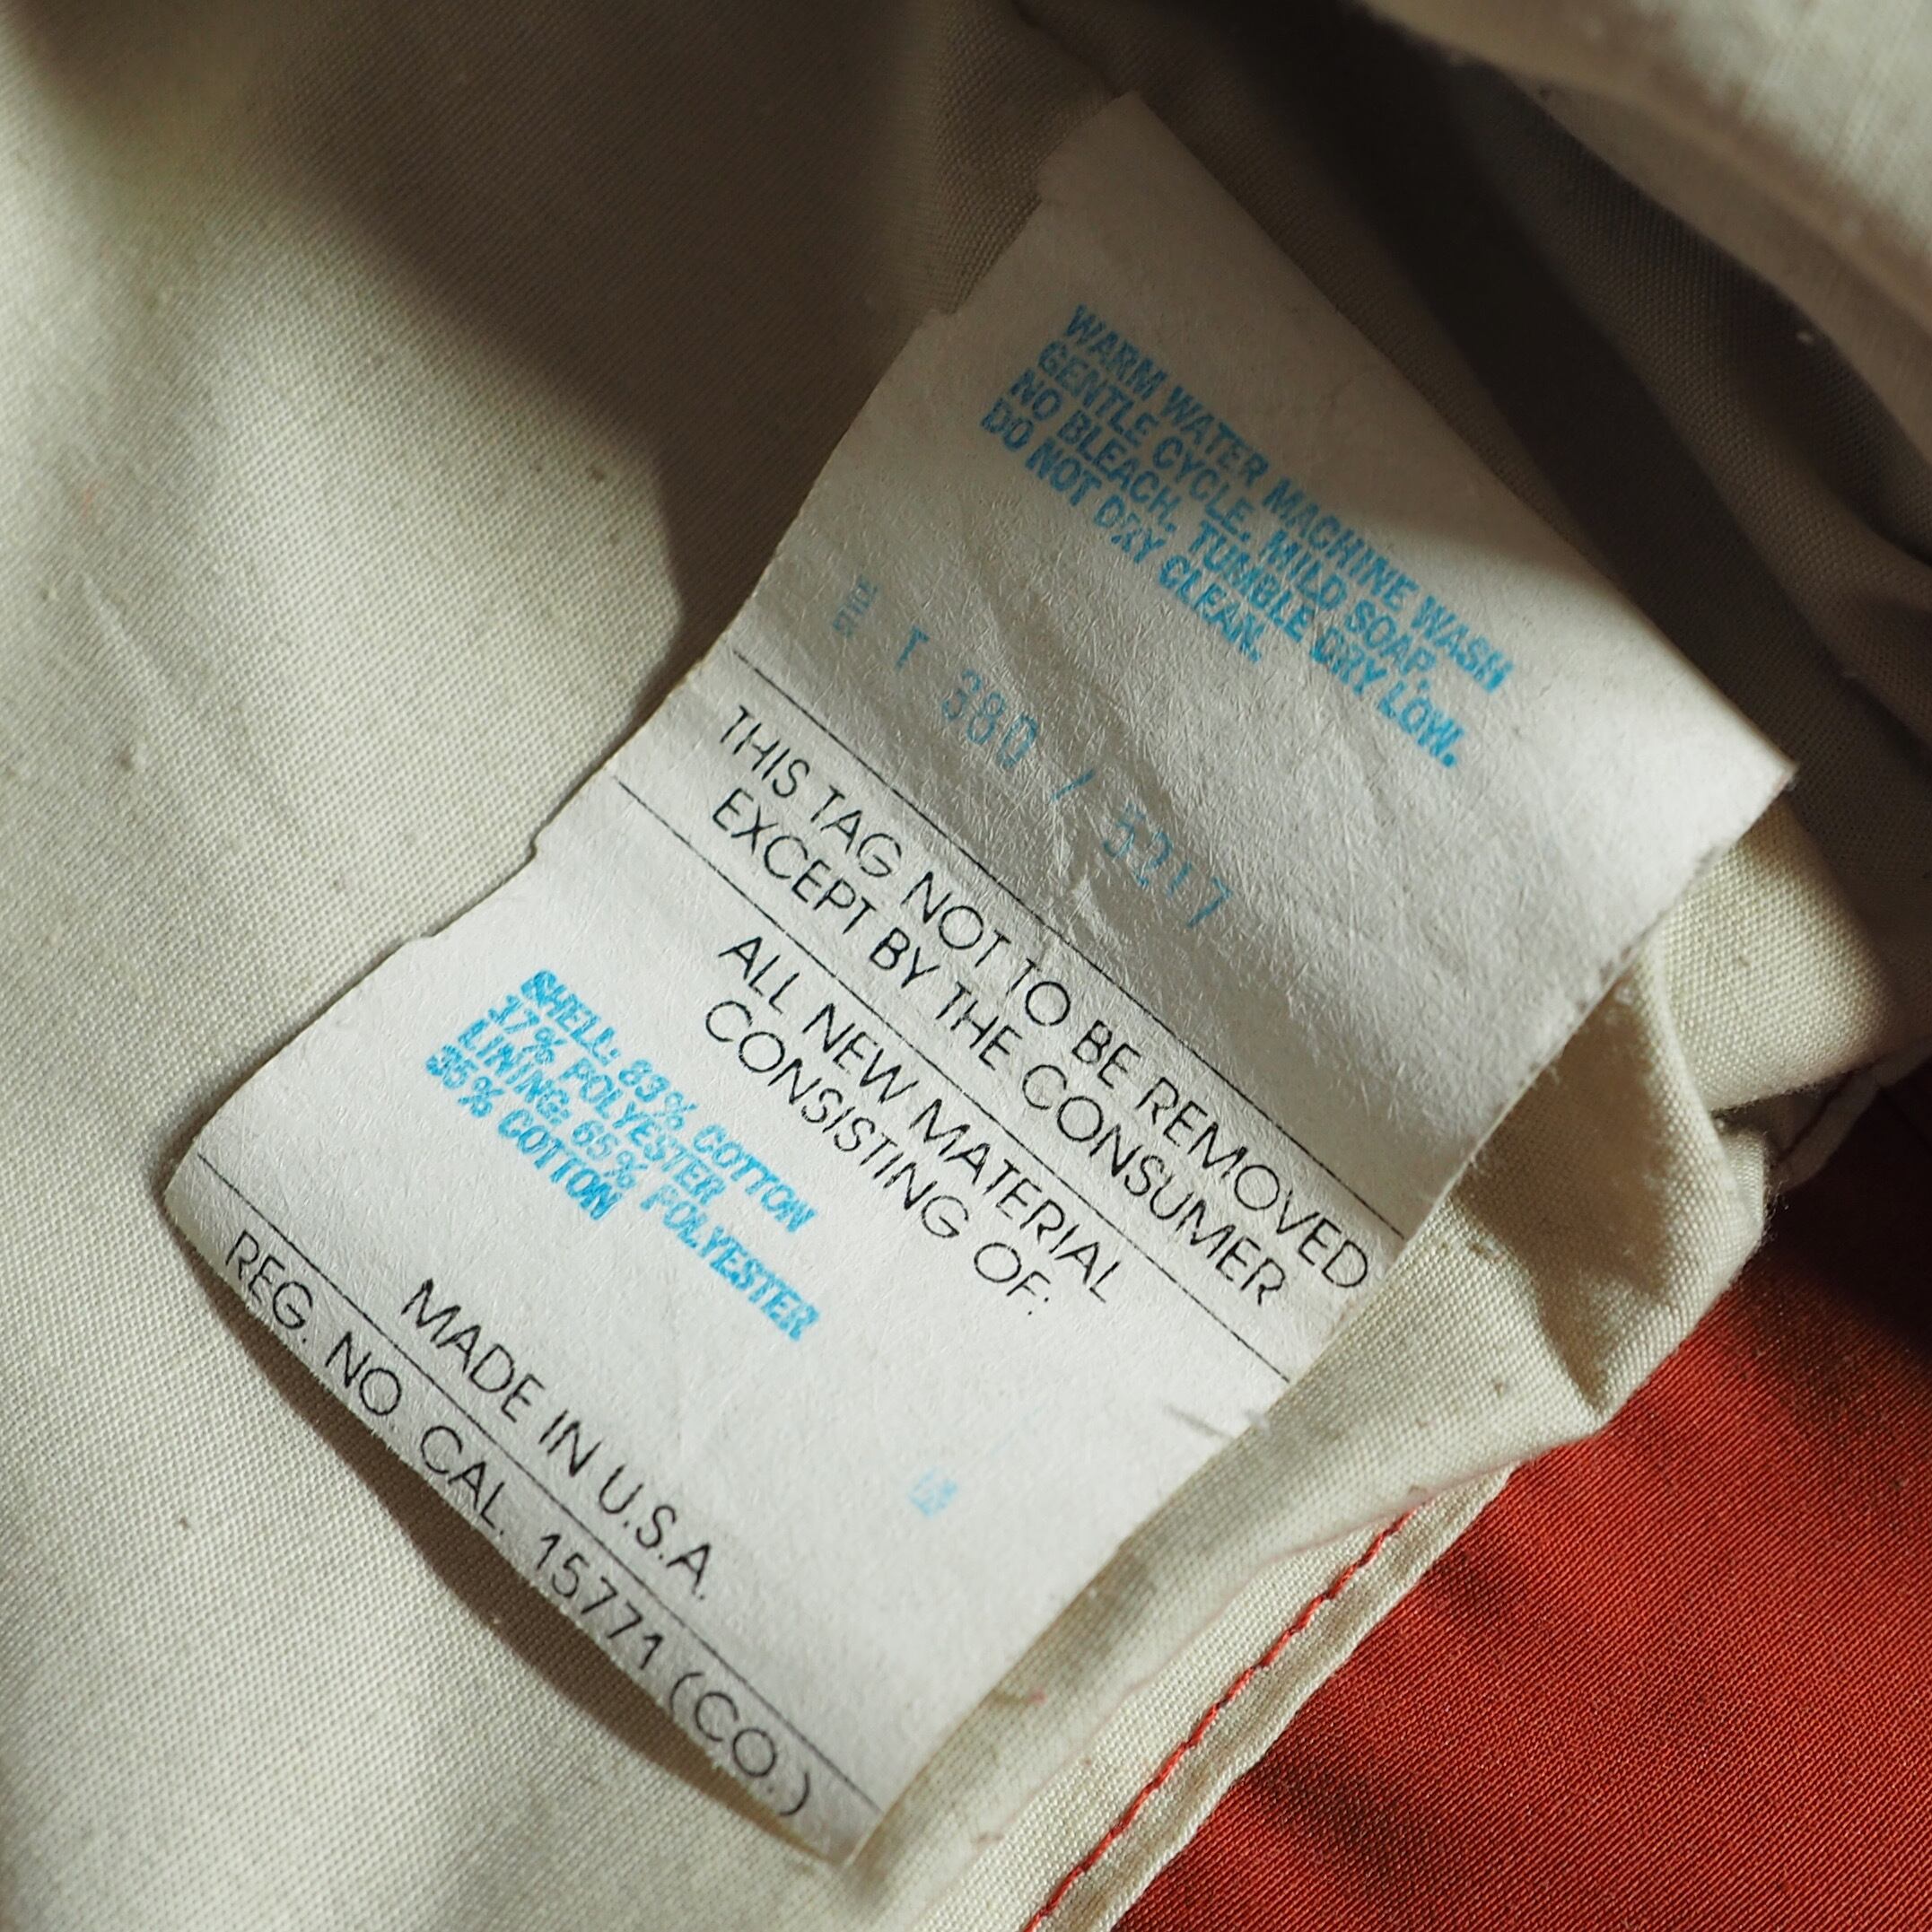 WARM WATER MACHINE WASH
GENTLE CYCLE, MILD SOAP,
NO BLEACH, TUMBLE DRY LOW.
DO NOT DRY CLEAN.
T 380 / 5217
THIS TAG NOT TO BE REMOVED
EXCEPT BY THE CONSUMER
ALL NEW MATERIAL
CONSISTING OF:
SHELL: 83% COTTON
17% POLYESTER
LINING: 65% POLYESTER
35% COTTON
MADE IN U.S.A.
REG. NO. CAL. 15771 (CO.)